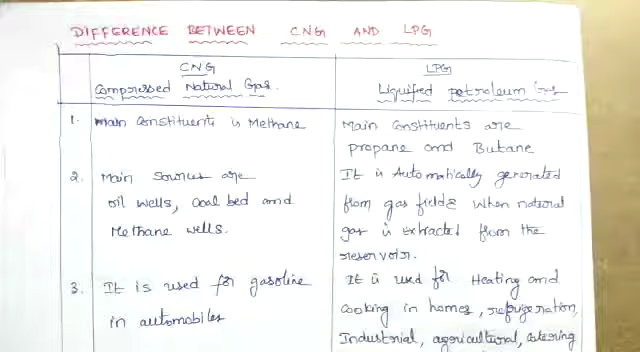 DIFFERENCE BETWEEN CNG AND LPG
CNG
Compressed Natural Gas.
LPG
Liquified petroleum Gas
1. Main Constituent is Methane
Main Constituents are
propane and Butane
2. Main Sources are
oil wells, Coal bed and
Methane wells.
It is Automatically generated
from gas fields when natural
gas is extracted from the
reservoir.
3. It is used for gasoline
in automobiles
It is used for Heating and
Cooking in homes, refrigeration,
Industrial, agricultural, catering